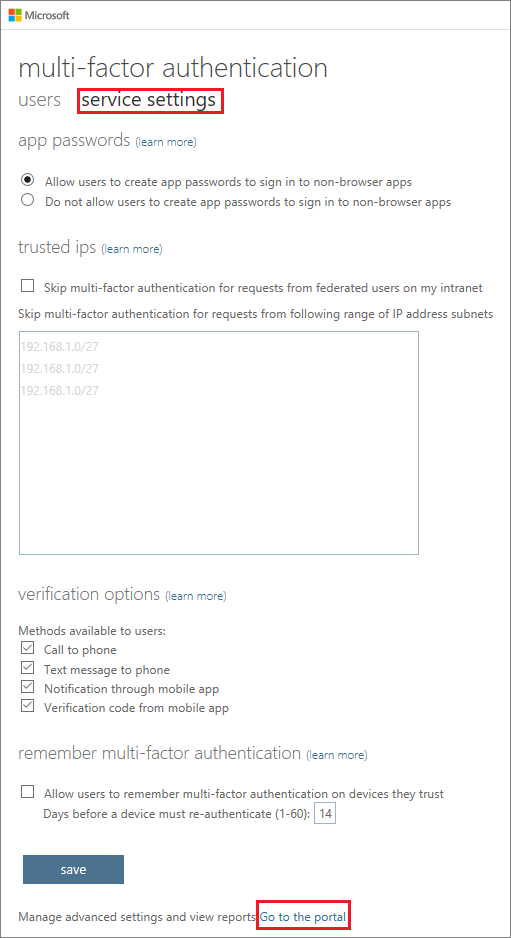 Microsoft
multi-factor authentication
users service settings
app passwords (learn more)
Allow users to create app passwords to sign in to non-browser apps
Do not allow users to create app passwords to sign in to non-browser apps
trusted ips (learn more)
Skip multi-factor authentication for requests from federated users on my intranet
Skip multi-factor authentication for requests from following range of IP address subnets
192.168.1.0/27
192.168.1.0/27
192.168.1.0/27
verification options (learn more)
Methods available to users:
Call to phone
Text message to phone
Notification through mobile app
Verification code from mobile app
remember multi-factor authentication (learn more)
Allow users to remember multi-factor authentication on devices they trust
Days before a device must re-authenticate (1-60): 14
save
Manage advanced settings and view reports Go to the portal